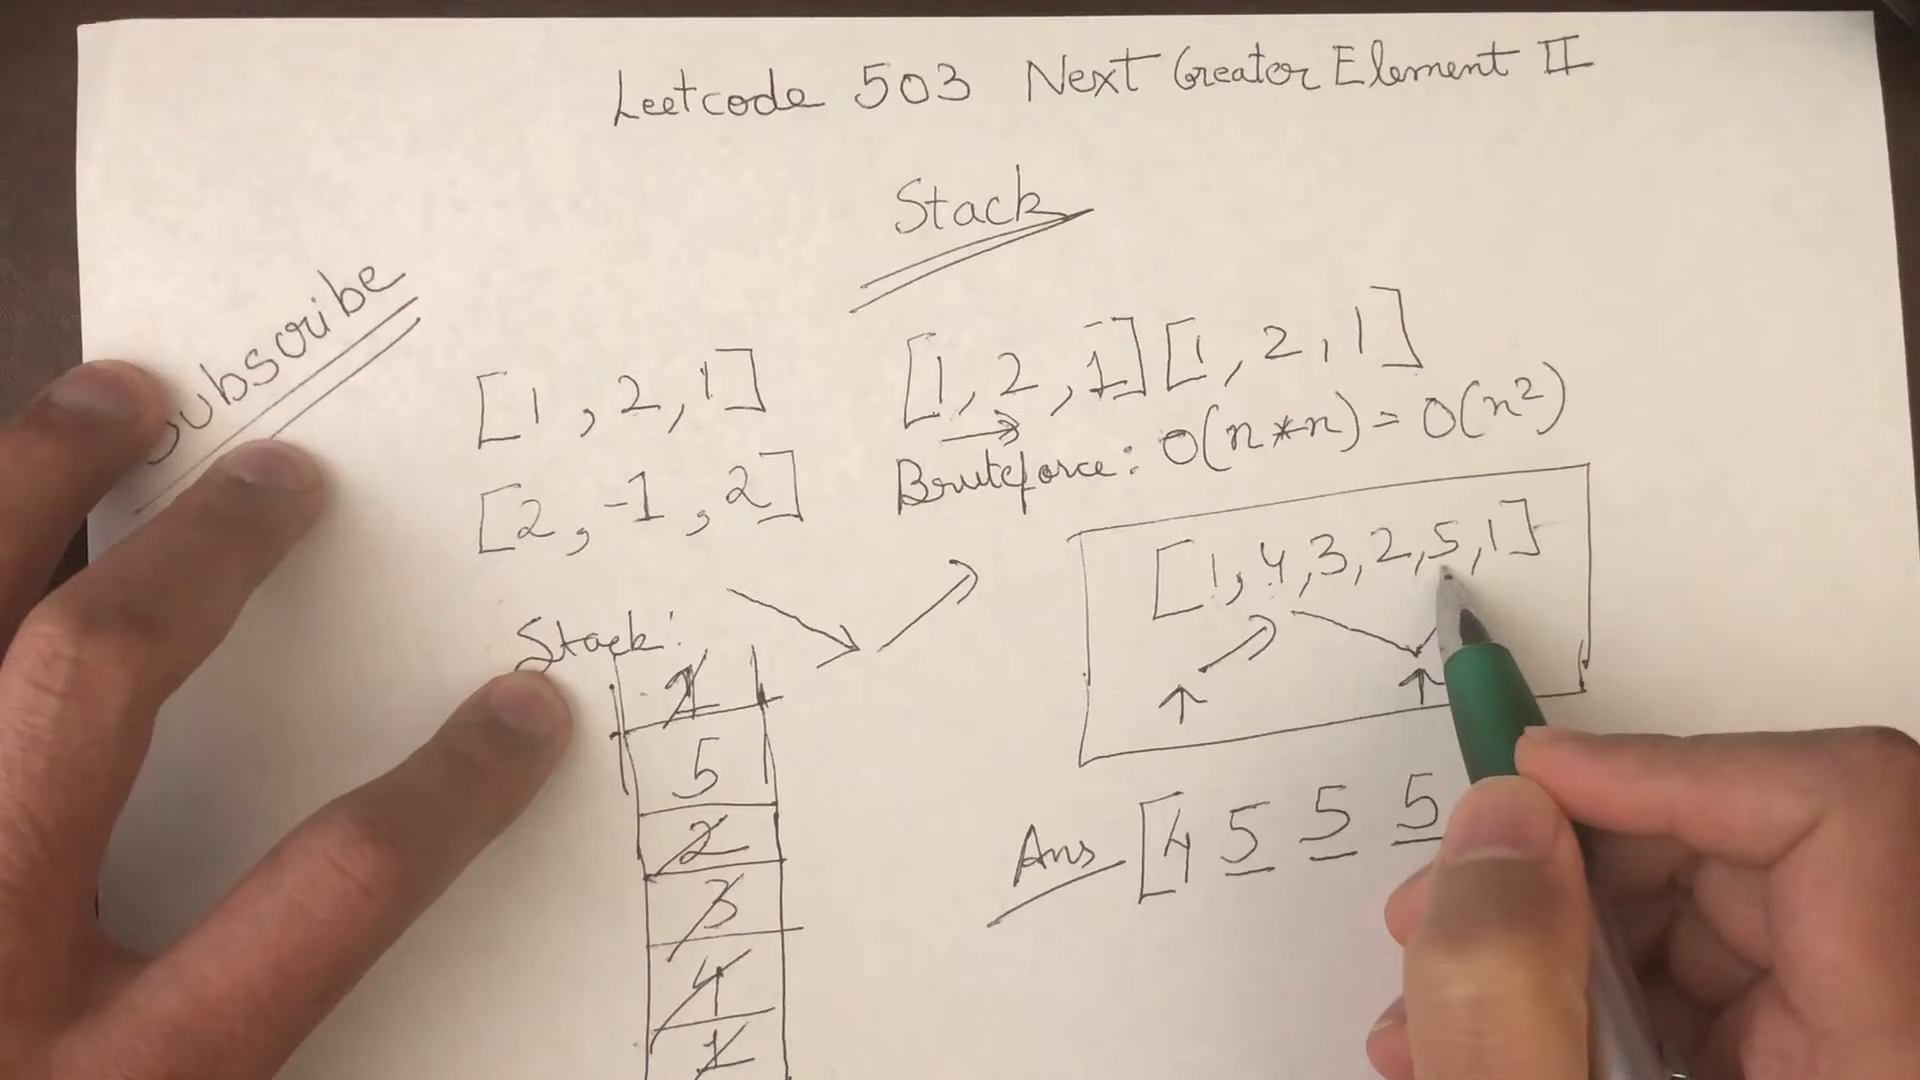 Leetcode 503 Next Greator Element II
Stack
Subscribe
[1, 2, 1]
[1, 2, 1] [1, 2, 1]
Bruteforce: O(n*n) = O(n²)
[2, -1, 2]
[1, 4, 3, 2, 5, 1]
Stack:
1
5
2
3
4
1
Ans [4 5 5 5